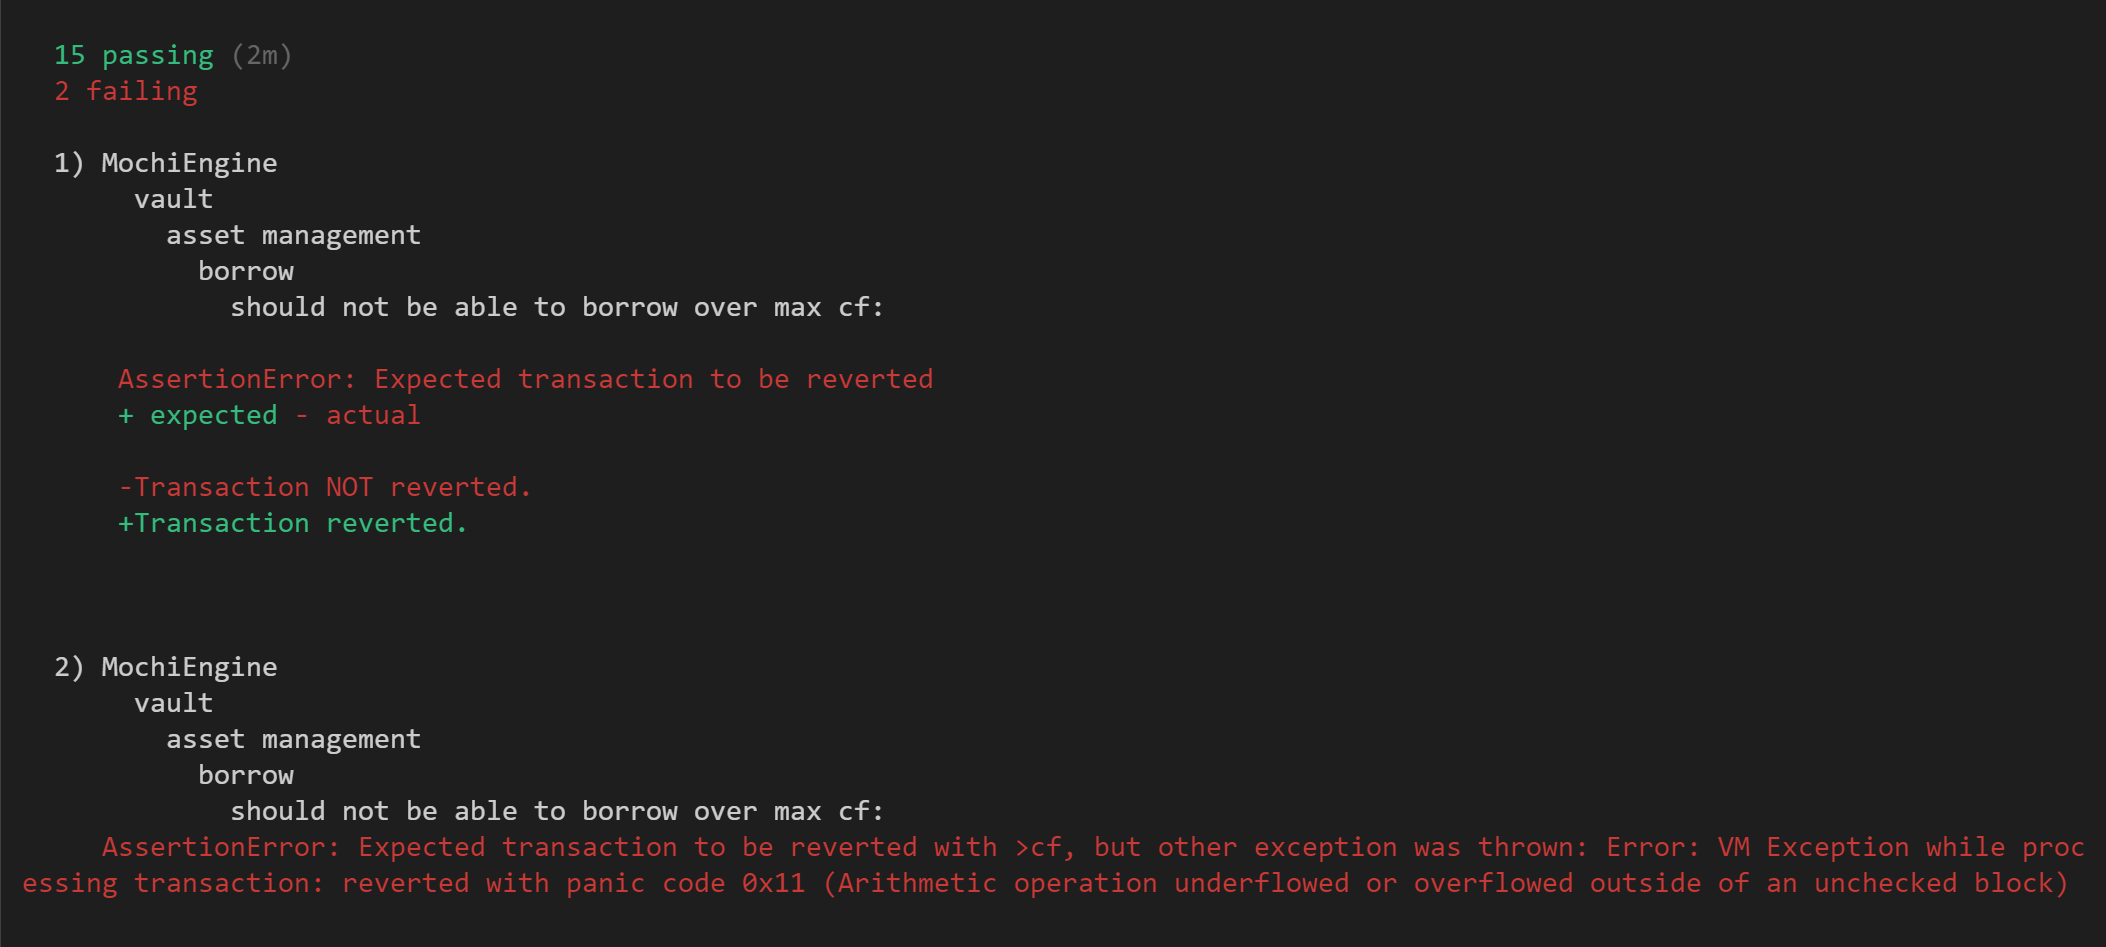 15 passing (2m)
2 failing
1) MochiEngine
vault
asset management
borrow
should not be able to borrow over max cf:
AssertionError: Expected transaction to be reverted
+ expected - actual
-Transaction NOT reverted.
+Transaction reverted.
2) MochiEngine
vault
asset management
borrow
should not be able to borrow over max cf:
AssertionError: Expected transaction to be reverted with >cf, but other exception was thrown: Error: VM Exception while proc
essing transaction: reverted with panic code 0x11 (Arithmetic operation underflowed or overflowed outside of an unchecked block)